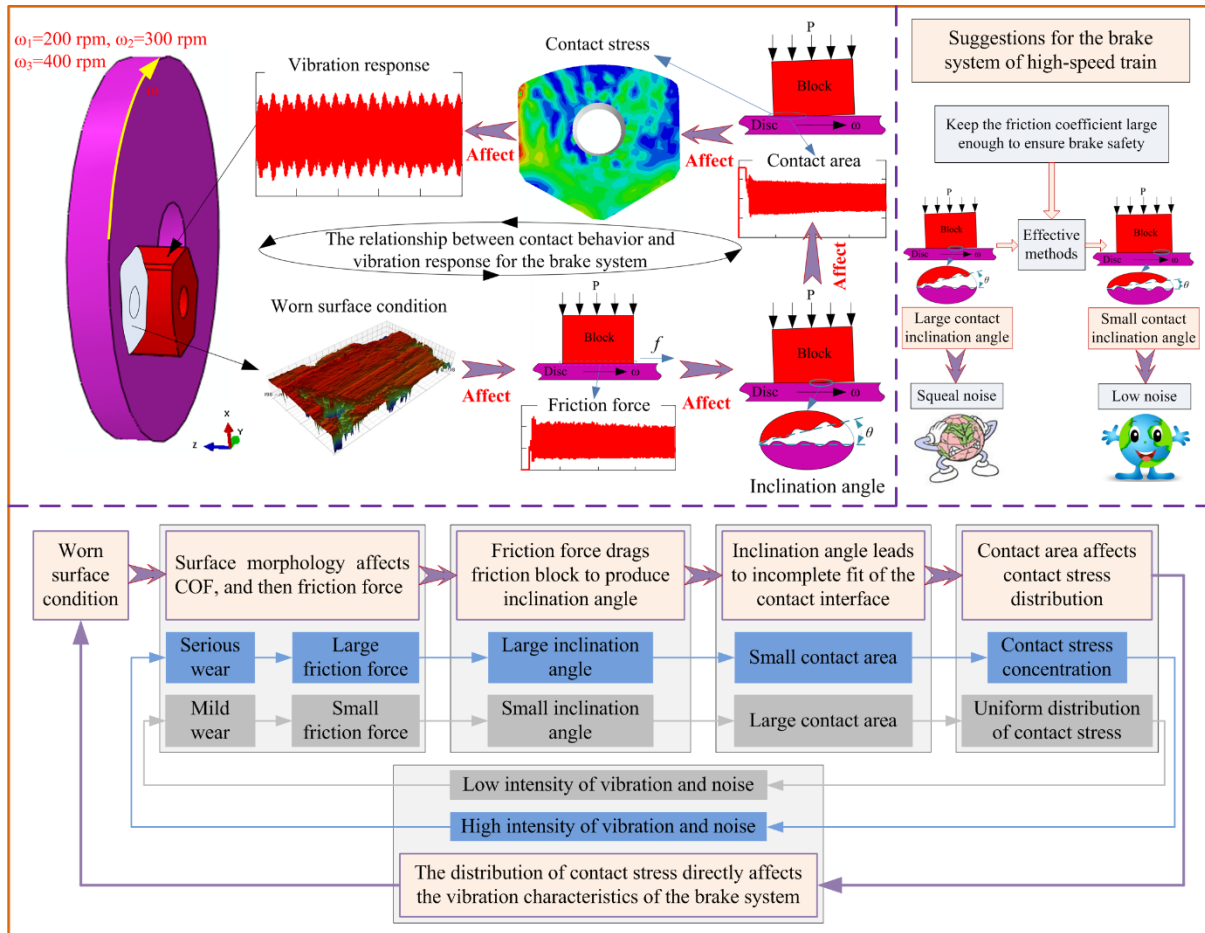 ω₁=200 rpm, ω₂=300 rpm
ω₃=400 rpm
ω
Vibration response
Contact stress
P
Block
Disc
ω
Affect
Affect
Contact area
The relationship between contact behavior and
vibration response for the brake system
Affect
Worn surface condition
Affect
P
Block
f
Disc
ω
Friction force
Affect
P
Block
Disc
ω
θ
Inclination angle
X
Y
Z
Suggestions for the brake
system of high-speed train
Keep the friction coefficient large
enough to ensure brake safety
P
Block
Disc
ω
θ
Effective
methods
P
Block
Disc
ω
θ
Large contact
inclination angle
Small contact
inclination angle
Squeal noise
Low noise
Worn
surface
condition
Surface morphology affects
COF, and then friction force
Friction force drags
friction block to produce
inclination angle
Inclination angle leads
to incomplete fit of the
contact interface
Contact area affects
contact stress
distribution
Serious
wear
Large
friction force
Large inclination
angle
Small contact area
Contact stress
concentration
Mild
wear
Small
friction force
Small inclination
angle
Large contact area
Uniform distribution
of contact stress
Low intensity of vibration and noise
High intensity of vibration and noise
The distribution of contact stress directly affects
the vibration characteristics of the brake system